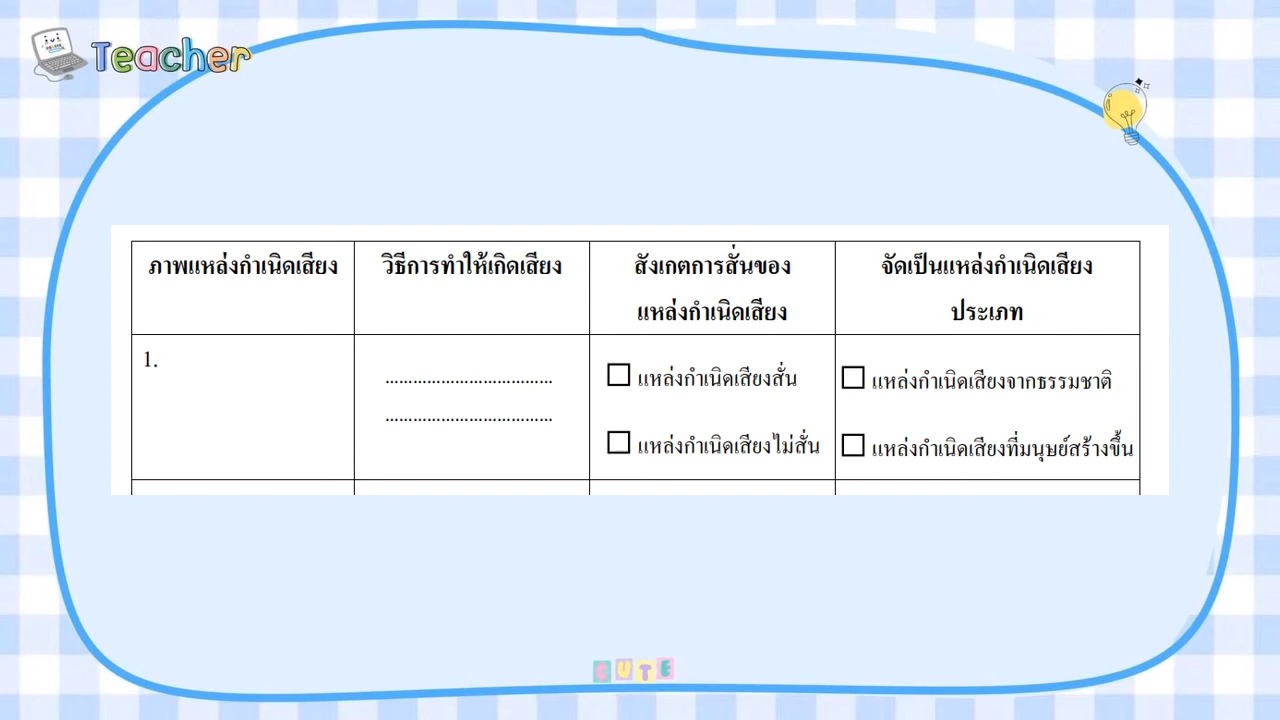 Teacher
ภาพแหล่งกำเนิดเสียง
วิธีการทำให้เกิดเสียง
สังเกตการสั่นของ
แหล่งกำเนิดเสียง
จัดเป็นแหล่งกำเนิดเสียง
ประเภท
1.
....................................
....................................
แหล่งกำเนิดเสียงสั่น
แหล่งกำเนิดเสียงไม่สั่น
แหล่งกำเนิดเสียงจากธรรมชาติ
แหล่งกำเนิดเสียงที่มนุษย์สร้างขึ้น
CUTE